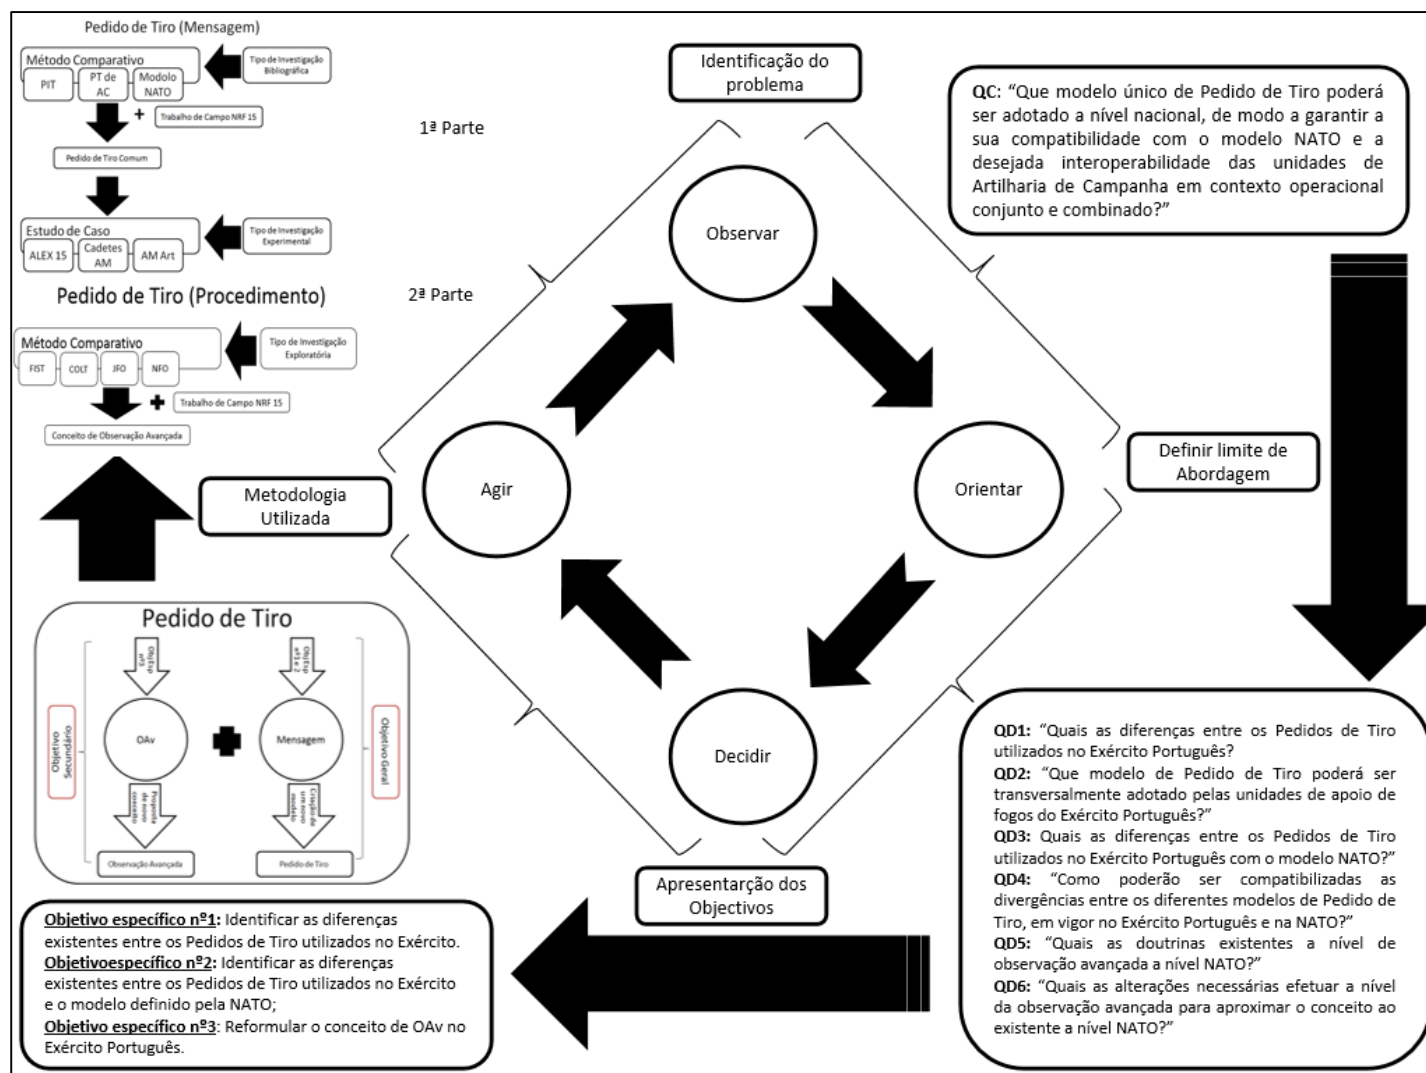 Pedido de Tiro (Mensagem)
Método Comparativo
PIT
PT de
AC
Modolo
NATO
Tipo de Investigação
Bibliográfica
+
Trabalho de Campo NRF 15
Pedido de Tiro Comum
Estudo de Caso
ALEX 15
Cadetes
AM
AM Art
Tipo de Investigação
Experimental
1ª Parte
2ª Parte
Pedido de Tiro (Procedimento)
Método Comparativo
FIST
COLT
JFO
NFO
Tipo de Investigação
Exploratória
Trabalho de Campo NRF 15
Conceito de Observação Avançada
Identificação do
problema
Observar
Orientar
Decidir
Agir
QC: “Que modelo único de Pedido de Tiro poderá
ser adotado a nível nacional, de modo a garantir a
sua compatibilidade com o modelo NATO e a
desejada interoperabilidade das unidades de
Artilharia de Campanha em contexto operacional
conjunto e combinado?”
Definir limite de
Abordagem
Metodologia
Utilizada
QD1: “Quais as diferenças entre os Pedidos de Tiro
utilizados no Exército Português?
QD2: “Que modelo de Pedido de Tiro poderá ser
transversalmente adotado pelas unidades de apoio de
fogos do Exército Português?”
QD3: Quais as diferenças entre os Pedidos de Tiro
utilizados no Exército Português com o modelo NATO?”
QD4: “Como poderão ser compatibilizadas as
divergências entre os diferentes modelos de Pedido de
Tiro, em vigor no Exército Português e na NATO?”
QD5: “Quais as doutrinas existentes a nível de
observação avançada a nível NATO?”
QD6: “Quais as alterações necessárias efetuar a nível
da observação avançada para aproximar o conceito ao
existente a nível NATO?”
Apresentarção dos
Objectivos
Pedido de Tiro
ObjEsp
nº3
ObjEsp
nº1 e 2
Objetivo
Secundário
OAv
Mensagem
Objetivo Geral
Proposta
de novo
conceito
Criação de
um novo
modelo
Observação Avançada
Pedido de Tiro
Objetivo específico nº1: Identificar as diferenças
existentes entre os Pedidos de Tiro utilizados no Exército.
Objetivoespecífico nº2: Identificar as diferenças
existentes entre os Pedidos de Tiro utilizados no Exército
e o modelo definido pela NATO;
Objetivo específico nº3: Reformular o conceito de OAv no
Exército Português.